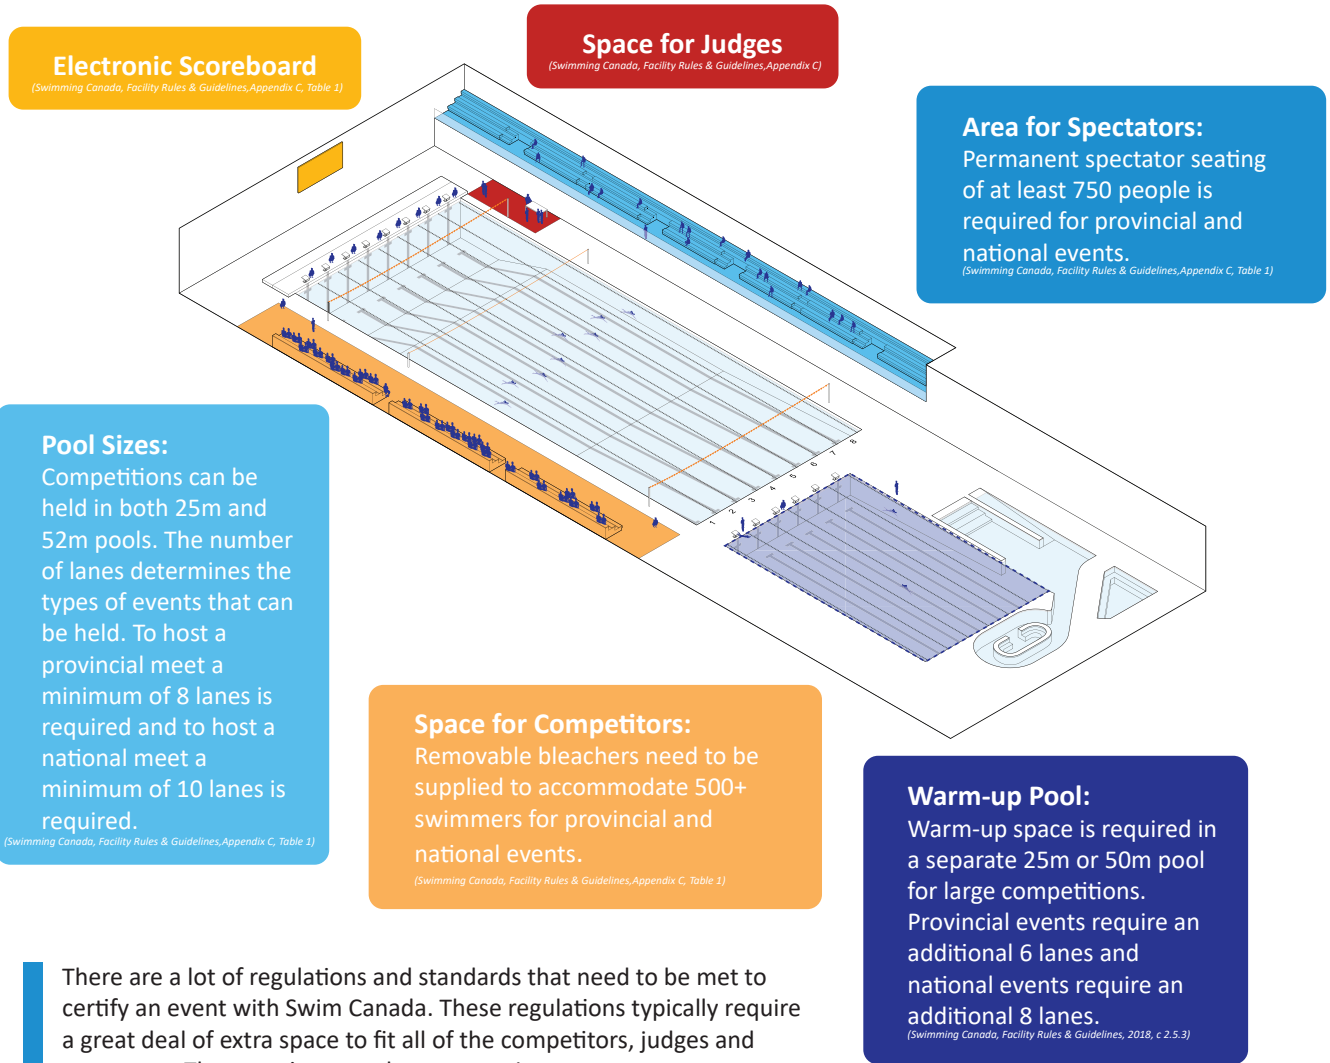 Electronic Scoreboard
(Swimming Canada, Facility Rules & Guidelines,Appendix C, Table 1)
Space for Judges
(Swimming Canada, Facility Rules & Guidelines,Appendix C)
Area for Spectators:
Permanent spectator seating
of at least 750 people is
required for provincial and
national events.
(Swimming Canada, Facility Rules & Guidelines,Appendix C, Table 1)
Pool Sizes:
Competitions can be
held in both 25m and
52m pools. The number
of lanes determines the
types of events that can
be held. To host a
provincial meet a
minimum of 8 lanes is
required and to host a
national meet a
minimum of 10 lanes is
required.
(Swimming Canada, Facility Rules & Guidelines,Appendix C, Table 1)
1 2 3 4 5 6 7 8
Space for Competitors:
Removable bleachers need to be
supplied to accommodate 500+
swimmers for provincial and
national events.
(Swimming Canada, Facility Rules & Guidelines,Appendix C, Table 1)
Warm-up Pool:
Warm-up space is required in
a separate 25m or 50m pool
for large competitions.
Provincial events require an
additional 6 lanes and
national events require an
additional 8 lanes.
(Swimming Canada, Facility Rules & Guidelines, 2018, c 2.5.3)
There are a lot of regulations and standards that need to be met to
certify an event with Swim Canada. These regulations typically require
a great deal of extra space to fit all of the competitors, judges and